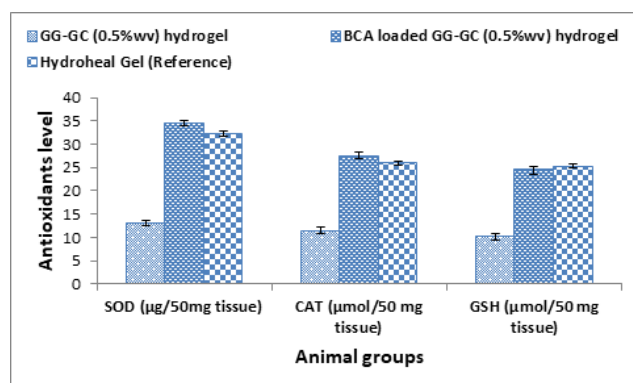 GG-GC (0.5%wv) hydrogel
BCA loaded GG-GC (0.5%wv) hydrogel
Hydroheal Gel (Reference)
Antioxidants level
40
35
30
25
20
15
10
5
0
SOD (µg/50mg tissue)
CAT (µmol/50 mg
tissue)
GSH (µmol/50 mg
tissue)
Animal groups